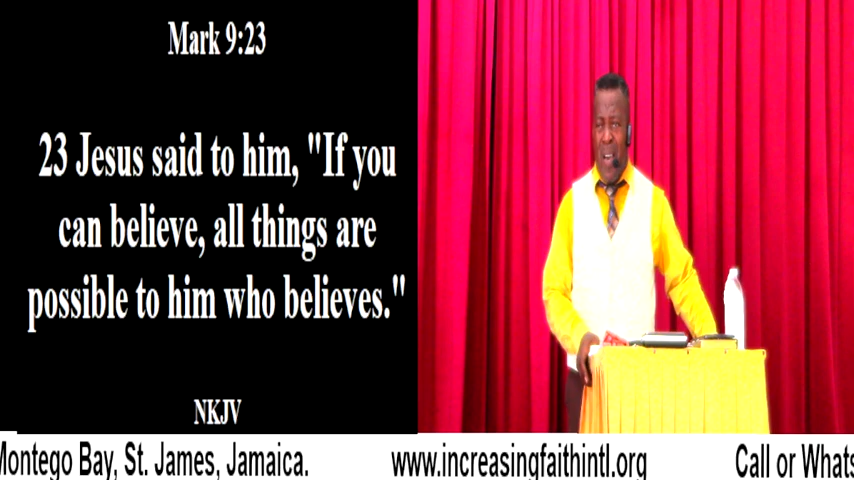 Mark 9:23
23 Jesus said to him, "If you
can believe, all things are
possible to him who believes."
NKJV
Montego Bay, St. James, Jamaica. www.increasingfaithintl.org Call or Whats